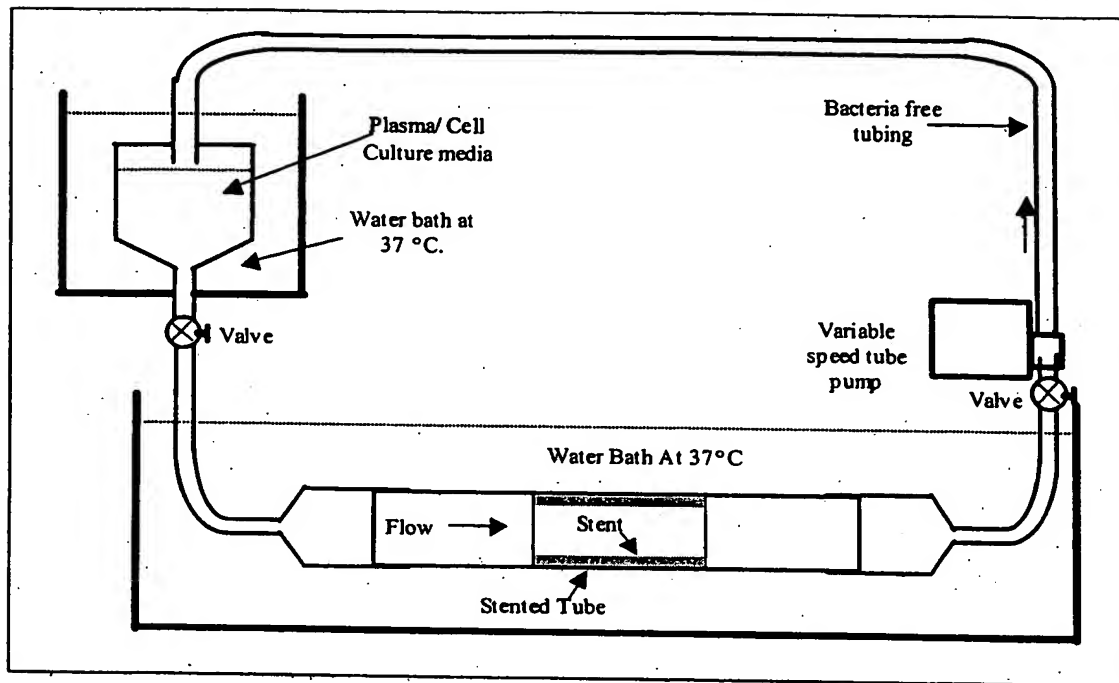 Bacteria free
tubing
Plasma/ Cell
Culture media
Water bath at
37 °C.
Valve
Variable
speed tube
pump
Valve
Water Bath At 37°C
Flow
Stent
Stented Tube